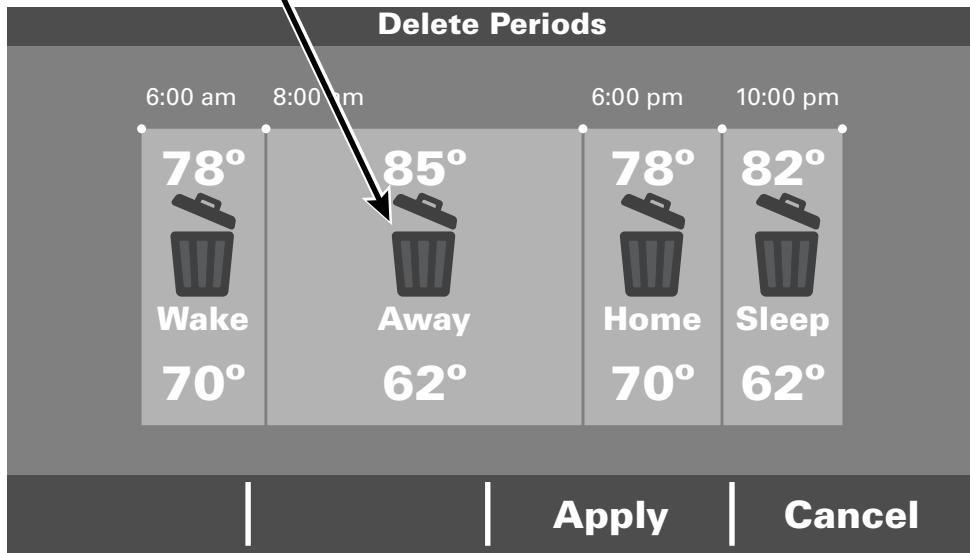 Delete Periods
6:00 am 8:00 am 6:00 pm 10:00 pm
78º 85º 78º 82º
Wake Away Home Sleep
70º 62º 70º 62º
Apply Cancel